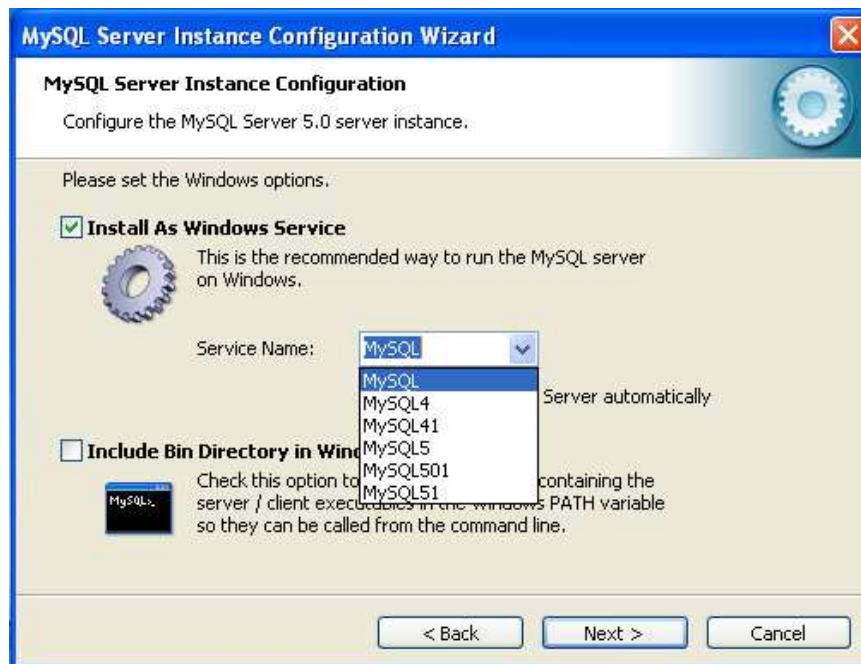 MySQL Server Instance Configuration Wizard
MySQL Server Instance Configuration
Configure the MySQL Server 5.0 server instance.
Please set the Windows options.
Install As Windows Service
This is the recommended way to run the MySQL server
on Windows.
Service Name:
MySQL
MySQL
MySQL4
MySQL41
MySQL5
MySQL501
MySQL51
Server automatically
Include Bin Directory in
Check this option to containing the
server / client executables in the Windows PATH variable
so they can be called from the command line.
MySQL>_
< Back
Next >
Cancel